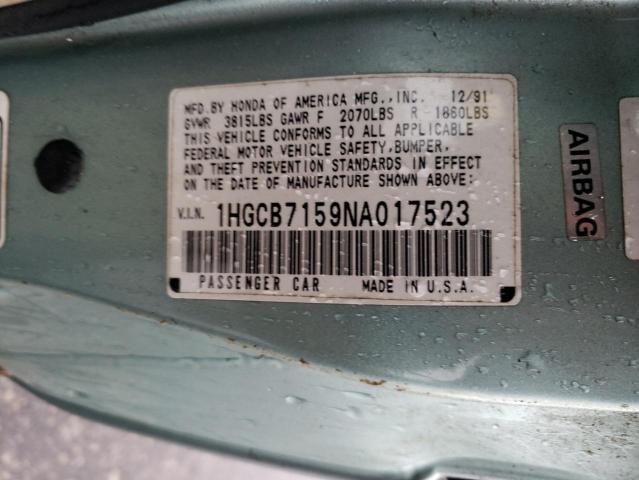 MFD.BY HONDA OF AMERICA MFG.,INC. 12/91
GVWR 3815LBS GAWR F 2070LBS R 1860LBS
THIS VEHICLE CONFORMS TO ALL APPLICABLE
FEDERAL MOTOR VEHICLE SAFETY,BUMPER,
AND THEFT PREVENTION STANDARDS IN EFFECT
ON THE DATE OF MANUFACTURE SHOWN ABOVE:
V.I.N. 1HGCB7159NA017523
PASSENGER CAR MADE IN U.S.A.
AIRBAG